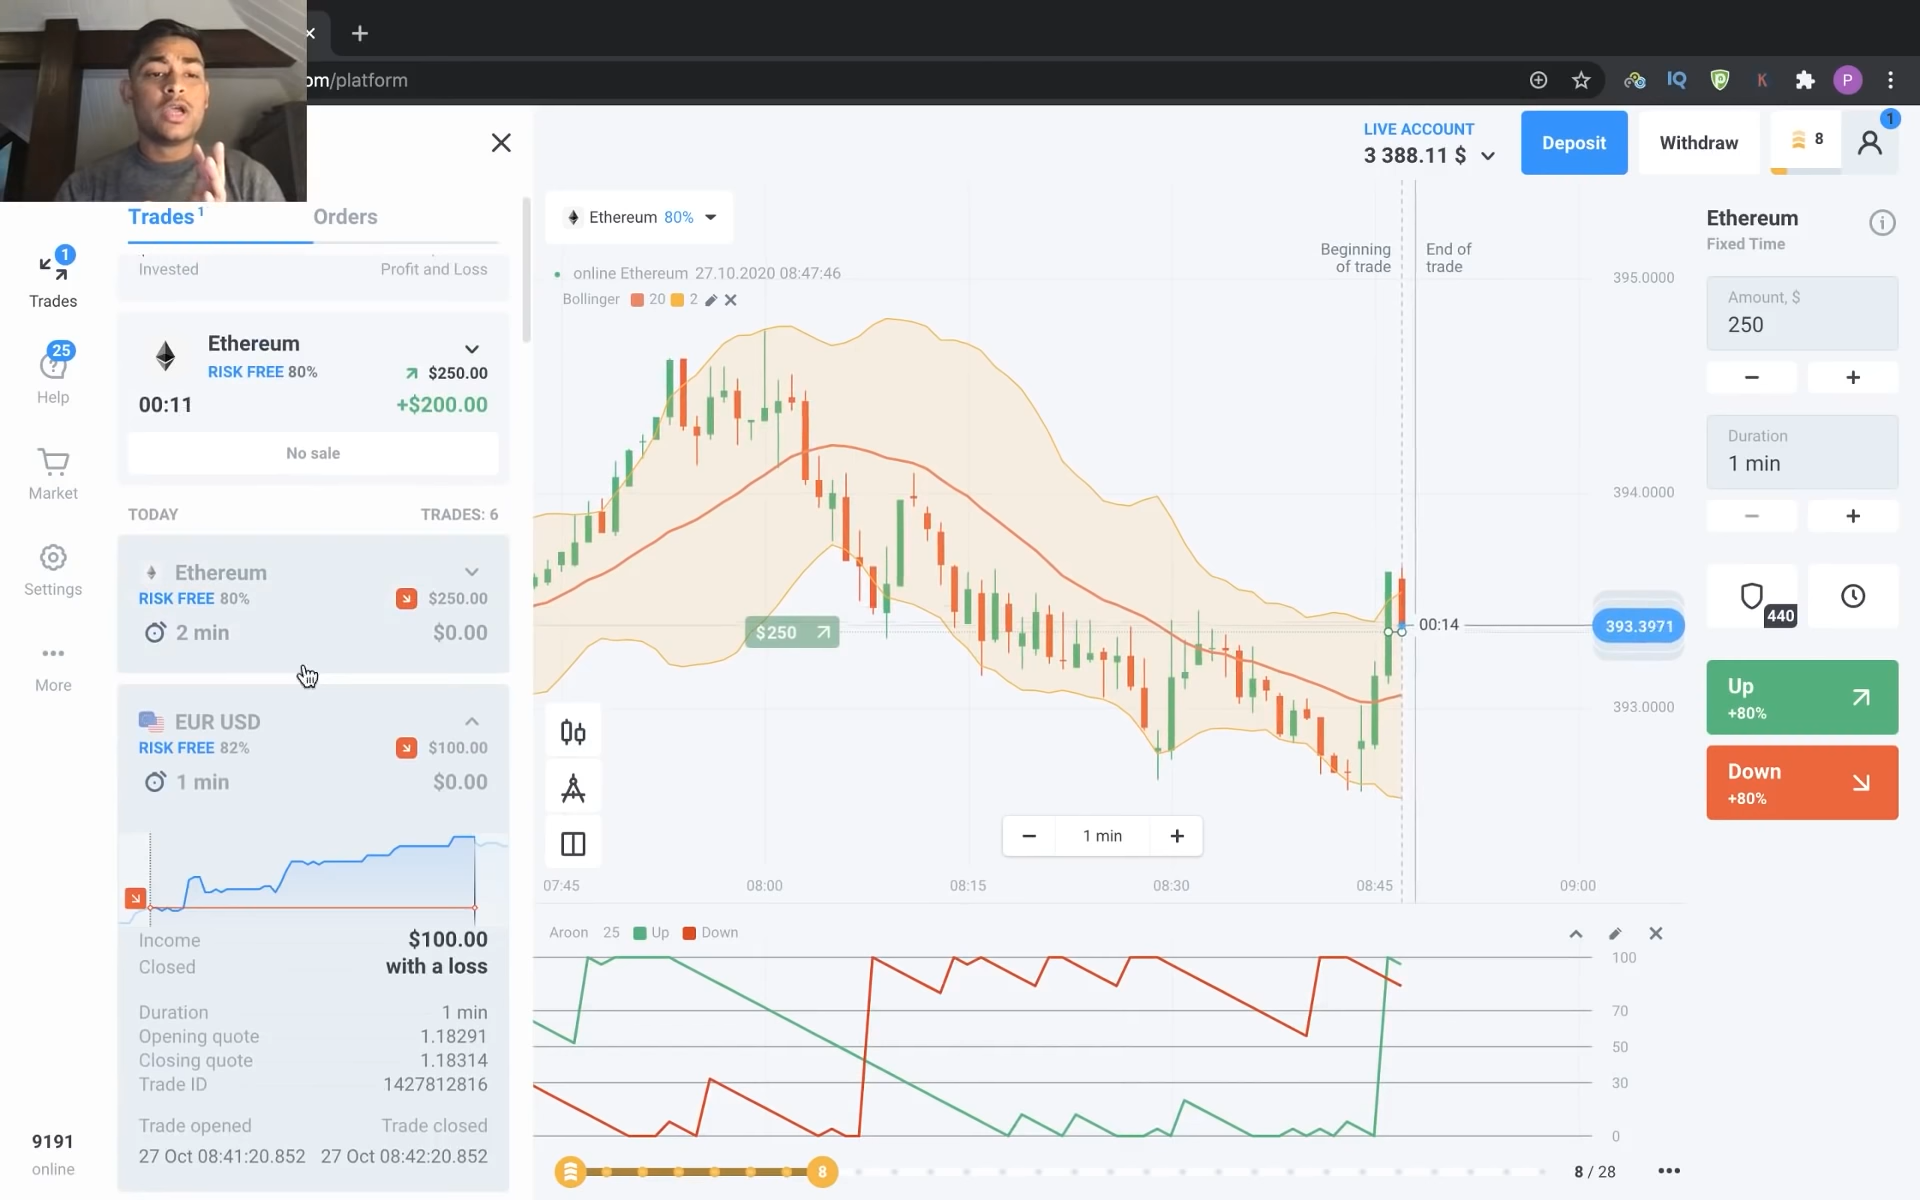 om/platform
IQ
K
P
LIVE ACCOUNT
3 388.11 $
Deposit
Withdraw
8
1
Trades 1
Orders
Invested
Profit and Loss
1
Trades
25
Help
Market
Settings
More
9191
online
Ethereum
RISK FREE 80%
$250.00
00:11
+$200.00
No sale
TODAY
TRADES: 6
Ethereum
RISK FREE 80%
$250.00
2 min
$0.00
EUR USD
RISK FREE 82%
$100.00
1 min
$0.00
Income
$100.00
Closed
with a loss
Duration
1 min
Opening quote
1.18291
Closing quote
1.18314
Trade ID
1427812816
Trade opened
Trade closed
27 Oct 08:41:20.852
27 Oct 08:42:20.852
Ethereum 80%
online Ethereum 27.10.2020 08:47:46
Bollinger 20 2
Beginning
of trade
End of
trade
395.0000
394.0000
393.3971
393.0000
$250
00:14
1 min
07:45
08:00
08:15
08:30
08:45
09:00
Aroon 25 Up Down
100
70
50
30
0
8
8 / 28
Ethereum
Fixed Time
Amount, $
250
Duration
1 min
440
Up
+80%
Down
+80%